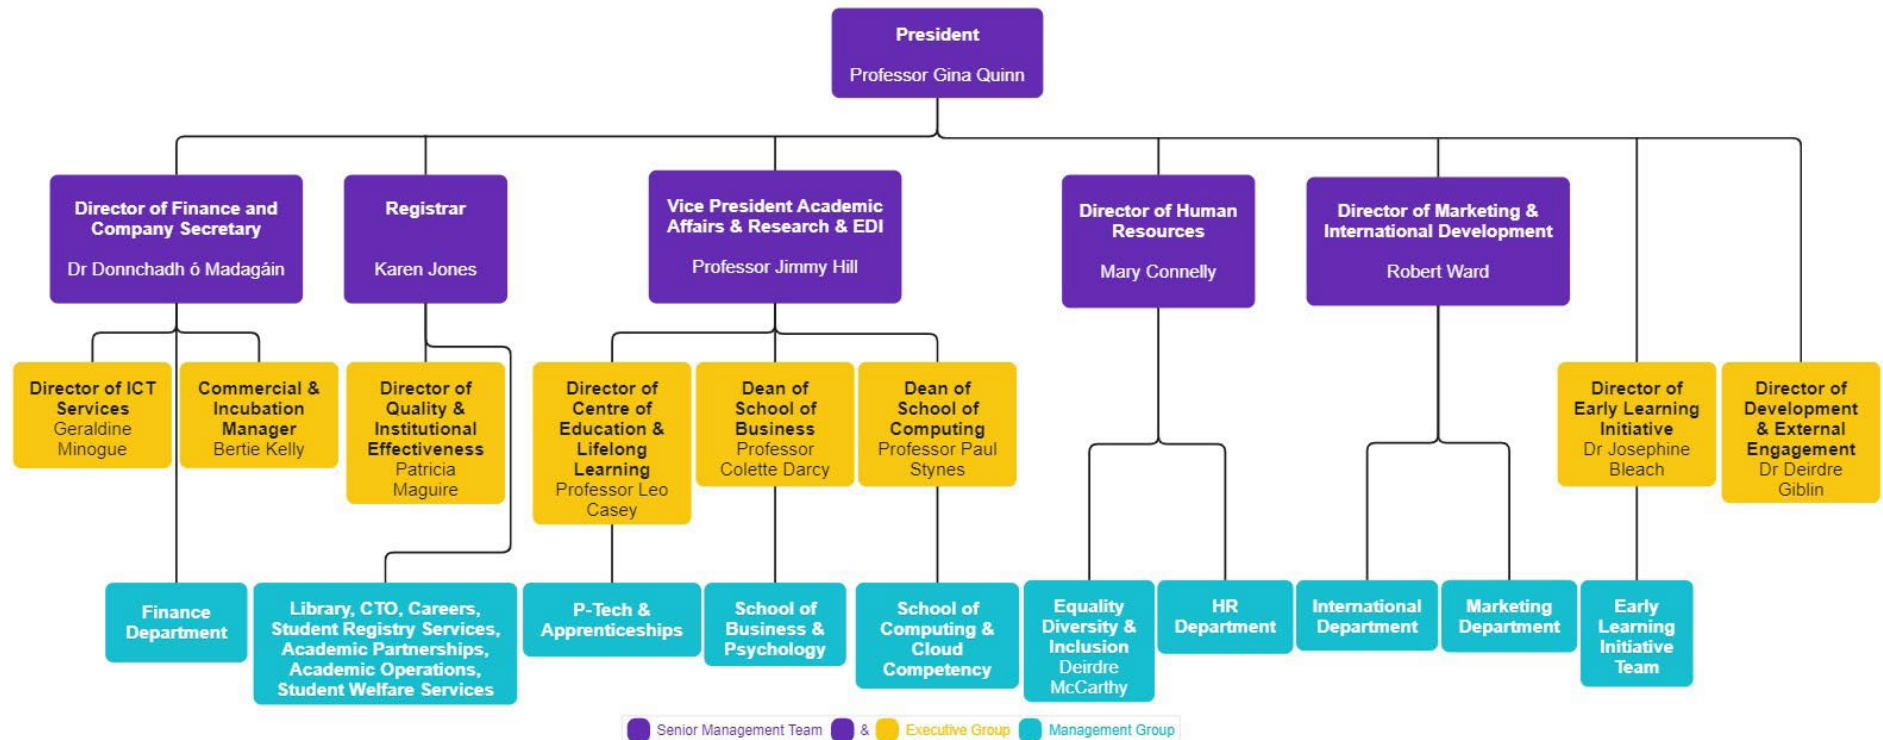 President
Professor Gina Quinn
Director of Finance and
Company Secretary
Dr Donnchadh ó Madagáin
Registrar
Karen Jones
Vice President Academic
Affairs & Research & EDI
Professor Jimmy Hill
Director of Human
Resources
Mary Connelly
Director of Marketing &
International Development
Robert Ward
Director of ICT
Services
Geraldine
Minogue
Commercial &
Incubation
Manager
Bertie Kelly
Director of
Quality &
Institutional
Effectiveness
Patricia
Maguire
Director of
Centre of
Education &
Lifelong
Learning
Professor Leo
Casey
Dean of
School of
Business
Professor
Colette Darcy
Dean of
School of
Computing
Professor Paul
Stynes
Director of
Early Learning
Initiative
Dr Josephine
Bleach
Director of
Development
& External
Engagement
Dr Deirdre
Giblin
Finance
Department
Library, CTO, Careers,
Student Registry Services,
Academic Partnerships,
Academic Operations,
Student Welfare Services
P-Tech &
Apprenticeships
School of
Business &
Psychology
School of
Computing &
Cloud
Competency
Equality
Diversity &
Inclusion
Deirdre
McCarthy
HR
Department
International
Department
Marketing
Department
Early
Learning
Initiative
Team
Senior Management Team & Executive Group Management Group